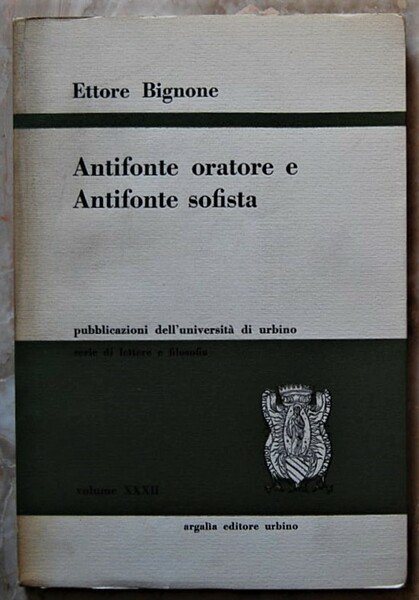 Ettore Bignone
Antifonte oratore e
Antifonte sofista
pubblicazioni dell'università di urbino
serie di lettere e filosofia
volume XXXII
argalìa editore urbino